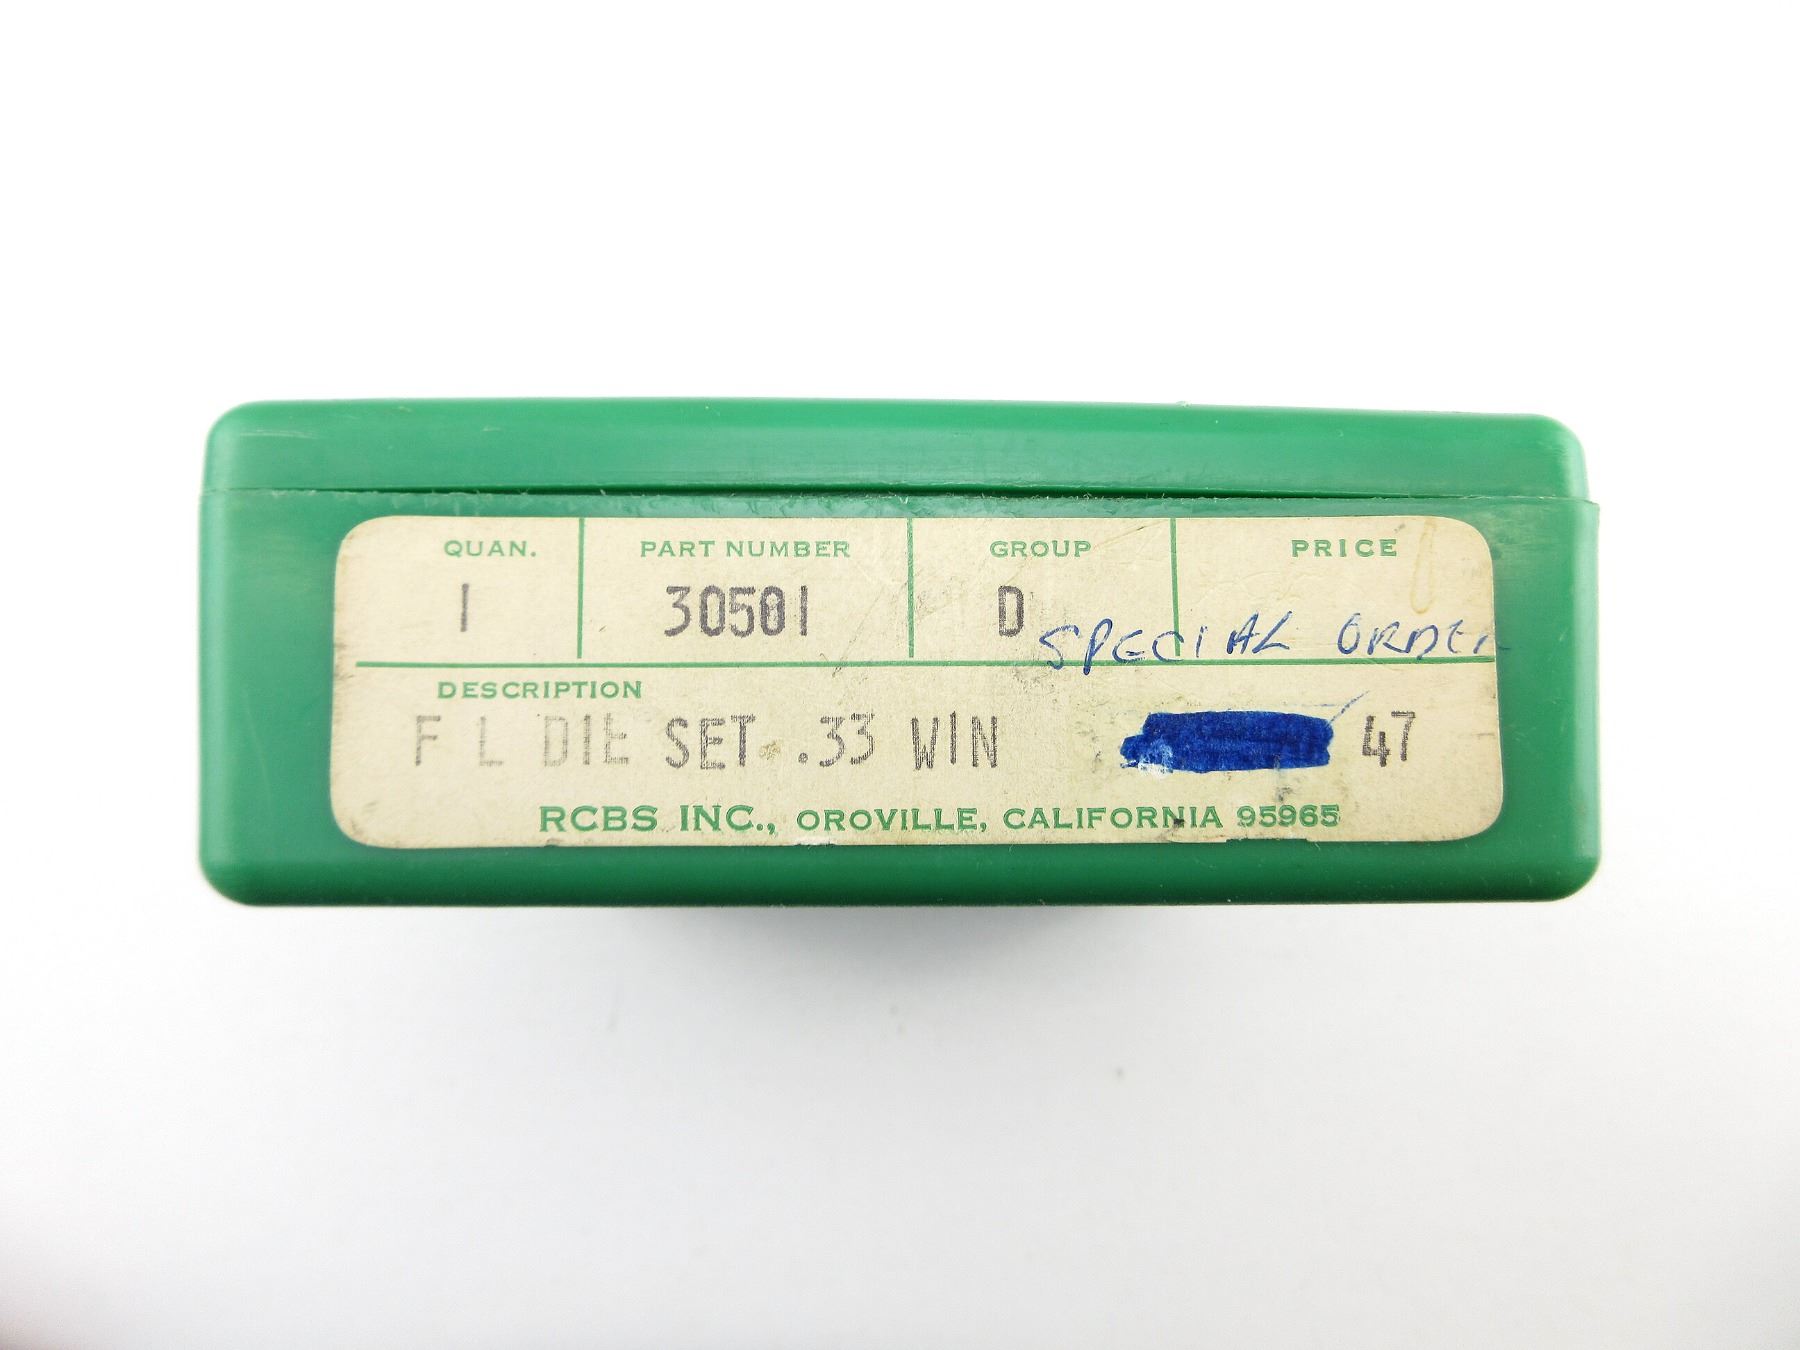 QUAN. PART NUMBER GROUP PRICE
1 30501 D
SPECIAL ORDER
DESCRIPTION
F L DIE SET .33 WIN 47
RCBS INC., OROVILLE, CALIFORNIA 95965